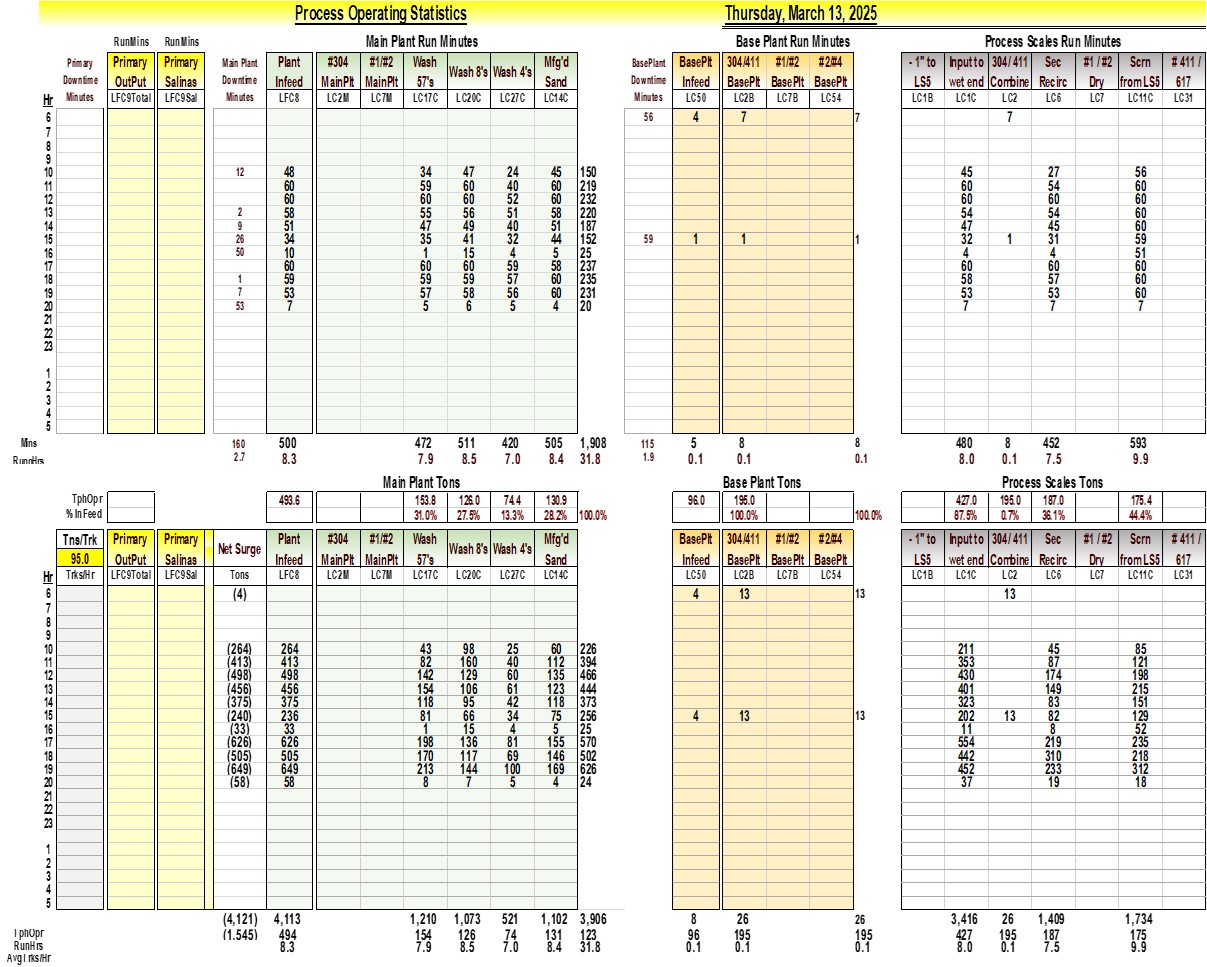 Process Operating Statistics Thursday, March 13, 2025
RunMins RunMins Main Plant Run Minutes Base Plant Run Minutes Process Scales Run Minutes
Primary Primary Primary Main Plant Plant #304 #1/#2 Wash Wash 8's Wash 4's Mfg'd BasePlant BasePlt 304/411 #1/#2 #2/#4 - 1" to Input to 304/ 411 Sec #1 / #2 Scrn # 411 /
Downtime OutPut Salinas Downtime Infeed MainPlt MainPlt 57's Sand Downtime Infeed BasePlt BasePlt BasePlt LS5 wet end Combine Recirc Dry from LS5 617
Hr Minutes LFC9Total LFC9Sal Minutes LFC8 LC2M LC7M LC17C LC20C LC27C LC14C Minutes LC50 LC2B LC7B LC54 LC1B LC1C LC2 LC6 LC7 LC11C LC31
6 56 4 7 7 7
7
8
9
10 12 48 34 47 24 45 150 45 27 56
11 60 59 60 40 60 219 60 54 60
12 60 60 60 52 60 232 60 60 60
13 2 58 55 56 51 58 220 54 54 60
14 9 51 47 49 40 51 187 47 45 60
15 26 34 35 41 32 44 152 59 1 1 1 32 1 31 59
16 50 10 1 15 4 5 25 4 4 51
17 60 60 60 59 58 237 60 60 60
18 1 59 59 59 57 60 235 58 57 60
19 7 53 57 58 56 60 231 53 53 60
20 53 7 5 6 5 4 20 7 7 7
21
22
23
1
2
3
4
5
Mins 160 500 472 511 420 505 1,908 115 5 8 8 480 8 452 593
RunnHrs 2.7 8.3 7.9 8.5 7.0 8.4 31.8 1.9 0.1 0.1 0.1 8.0 0.1 7.5 9.9
Main Plant Tons Base Plant Tons Process Scales Tons
TphOpr 493.6 153.8 126.0 74.4 130.9 96.0 195.0 427.0 195.0 187.0 175.4
% In Feed 31.0% 27.5% 13.3% 28.2% 100.0% 100.0% 100.0% 87.5% 0.7% 36.1% 44.4%
Tns/Trk Primary Primary Net Surge Plant #304 #1/#2 Wash Wash 8's Wash 4's Mfg'd BasePlt 304/411 #1/#2 #2/#4 - 1" to Input to 304/ 411 Sec #1 / #2 Scrn # 411 /
95.0 OutPut Salinas Infeed MainPlt MainPlt 57's Sand Infeed BasePlt BasePlt BasePlt LS5 wet end Combine Recirc Dry from LS5 617
Hr Trks/Hr LFC9Total LFC9Sal Tons LFC8 LC2M LC7M LC17C LC20C LC27C LC14C LC50 LC2B LC7B LC54 LC1B LC1C LC2 LC6 LC7 LC11C LC31
6 (4) 4 13 13 13
7
8
9
10 (264) 264 43 98 25 60 226 211 45 85
11 (413) 413 82 160 40 112 394 353 87 121
12 (498) 498 142 129 60 135 466 430 174 198
13 (456) 456 154 106 61 123 444 401 149 215
14 (375) 375 118 95 42 118 373 323 83 151
15 (240) 236 81 66 34 75 256 4 13 13 202 13 82 129
16 (33) 33 1 15 4 5 25 11 8 52
17 (626) 626 198 136 81 155 570 554 219 235
18 (505) 505 170 117 69 146 502 442 310 218
19 (649) 649 213 144 100 169 626 452 233 312
20 (58) 58 8 7 5 4 24 37 19 18
21
22
23
1
2
3
4
5
(4,121) 4,113 1,210 1,073 521 1,102 3,906 8 26 26 3,416 26 1,409 1,734
TphOpr (1,545) 494 154 126 74 131 123 96 195 195 427 195 187 175
RunHrs 8.3 7.9 8.5 7.0 8.4 31.8 0.1 0.1 0.1 8.0 0.1 7.5 9.9
AvgTrks/Hr